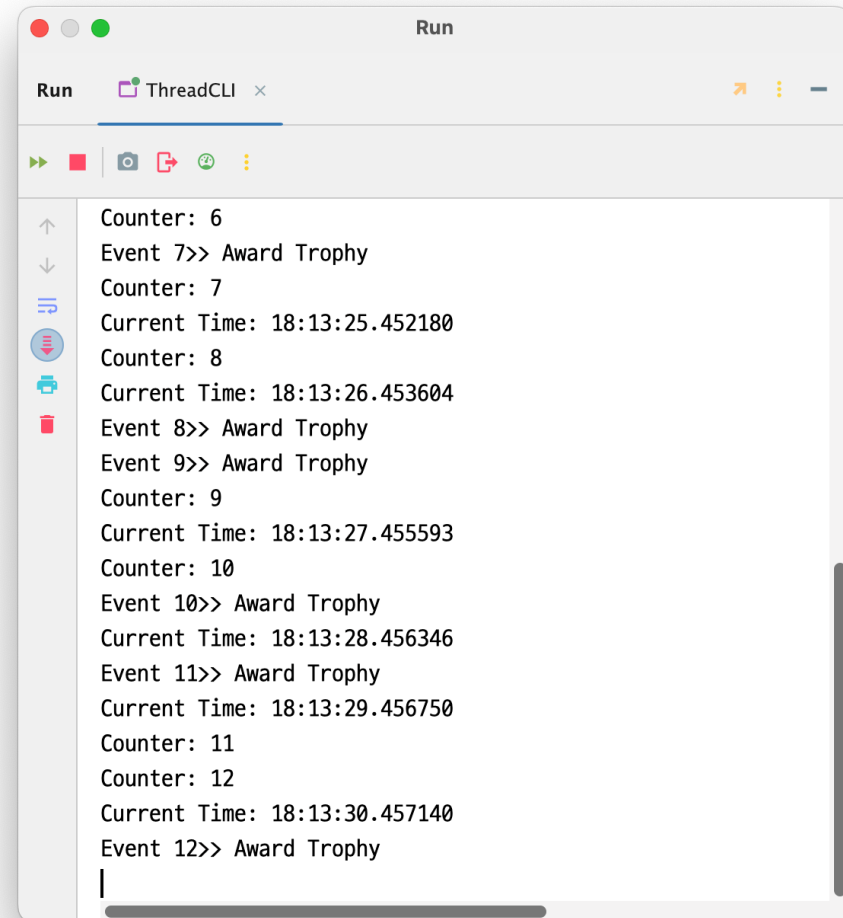 Run
Run ThreadCLI
Counter: 6
Event 7>> Award Trophy
Counter: 7
Current Time: 18:13:25.452180
Counter: 8
Current Time: 18:13:26.453604
Event 8>> Award Trophy
Event 9>> Award Trophy
Counter: 9
Current Time: 18:13:27.455593
Counter: 10
Event 10>> Award Trophy
Current Time: 18:13:28.456346
Event 11>> Award Trophy
Current Time: 18:13:29.456750
Counter: 11
Counter: 12
Current Time: 18:13:30.457140
Event 12>> Award Trophy